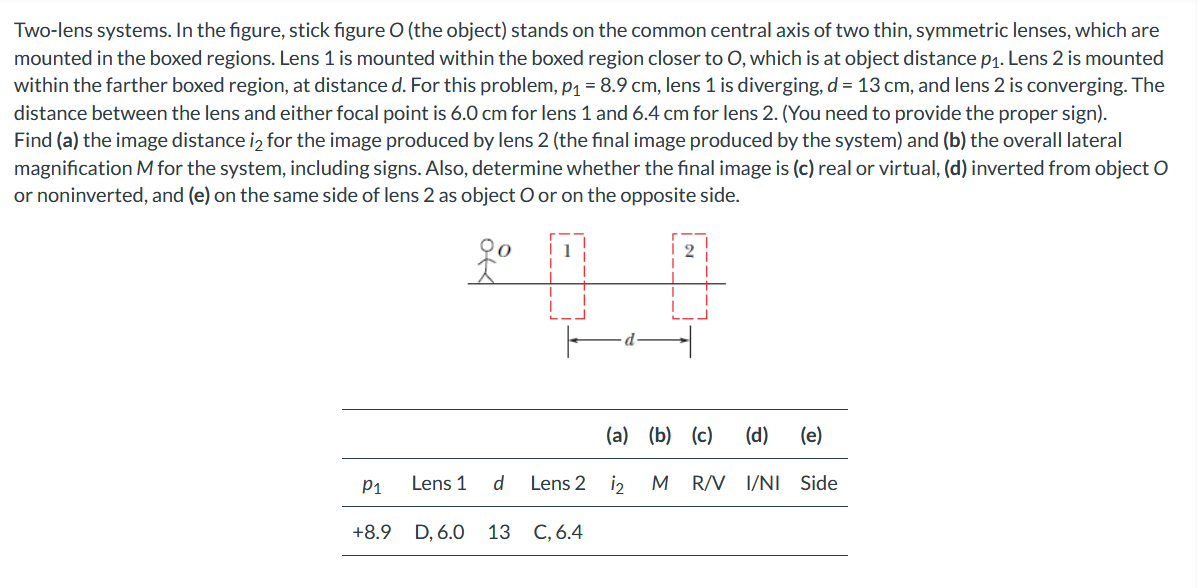 Two-lens systems. In the figure, stick figure O (the object) stands on the common central axis of two thin, symmetric lenses, which are
mounted in the boxed regions. Lens 1 is mounted within the boxed region closer to O, which is at object distance p₁. Lens 2 is mounted
within the farther boxed region, at distance d. For this problem, p₁ = 8.9 cm, lens 1 is diverging, d = 13 cm, and lens 2 is converging. The
distance between the lens and either focal point is 6.0 cm for lens 1 and 6.4 cm for lens 2. (You need to provide the proper sign).
Find (a) the image distance i₂ for the image produced by lens 2 (the final image produced by the system) and (b) the overall lateral
magnification M for the system, including signs. Also, determine whether the final image is (c) real or virtual, (d) inverted from object O
or noninverted, and (e) on the same side of lens 2 as object O or on the opposite side.
O 1 2
d
(a) (b) (c) (d) (e)
p₁ Lens 1 d Lens 2 i₂ M R/V I/NI Side
+8.9 D, 6.0 13 C, 6.4